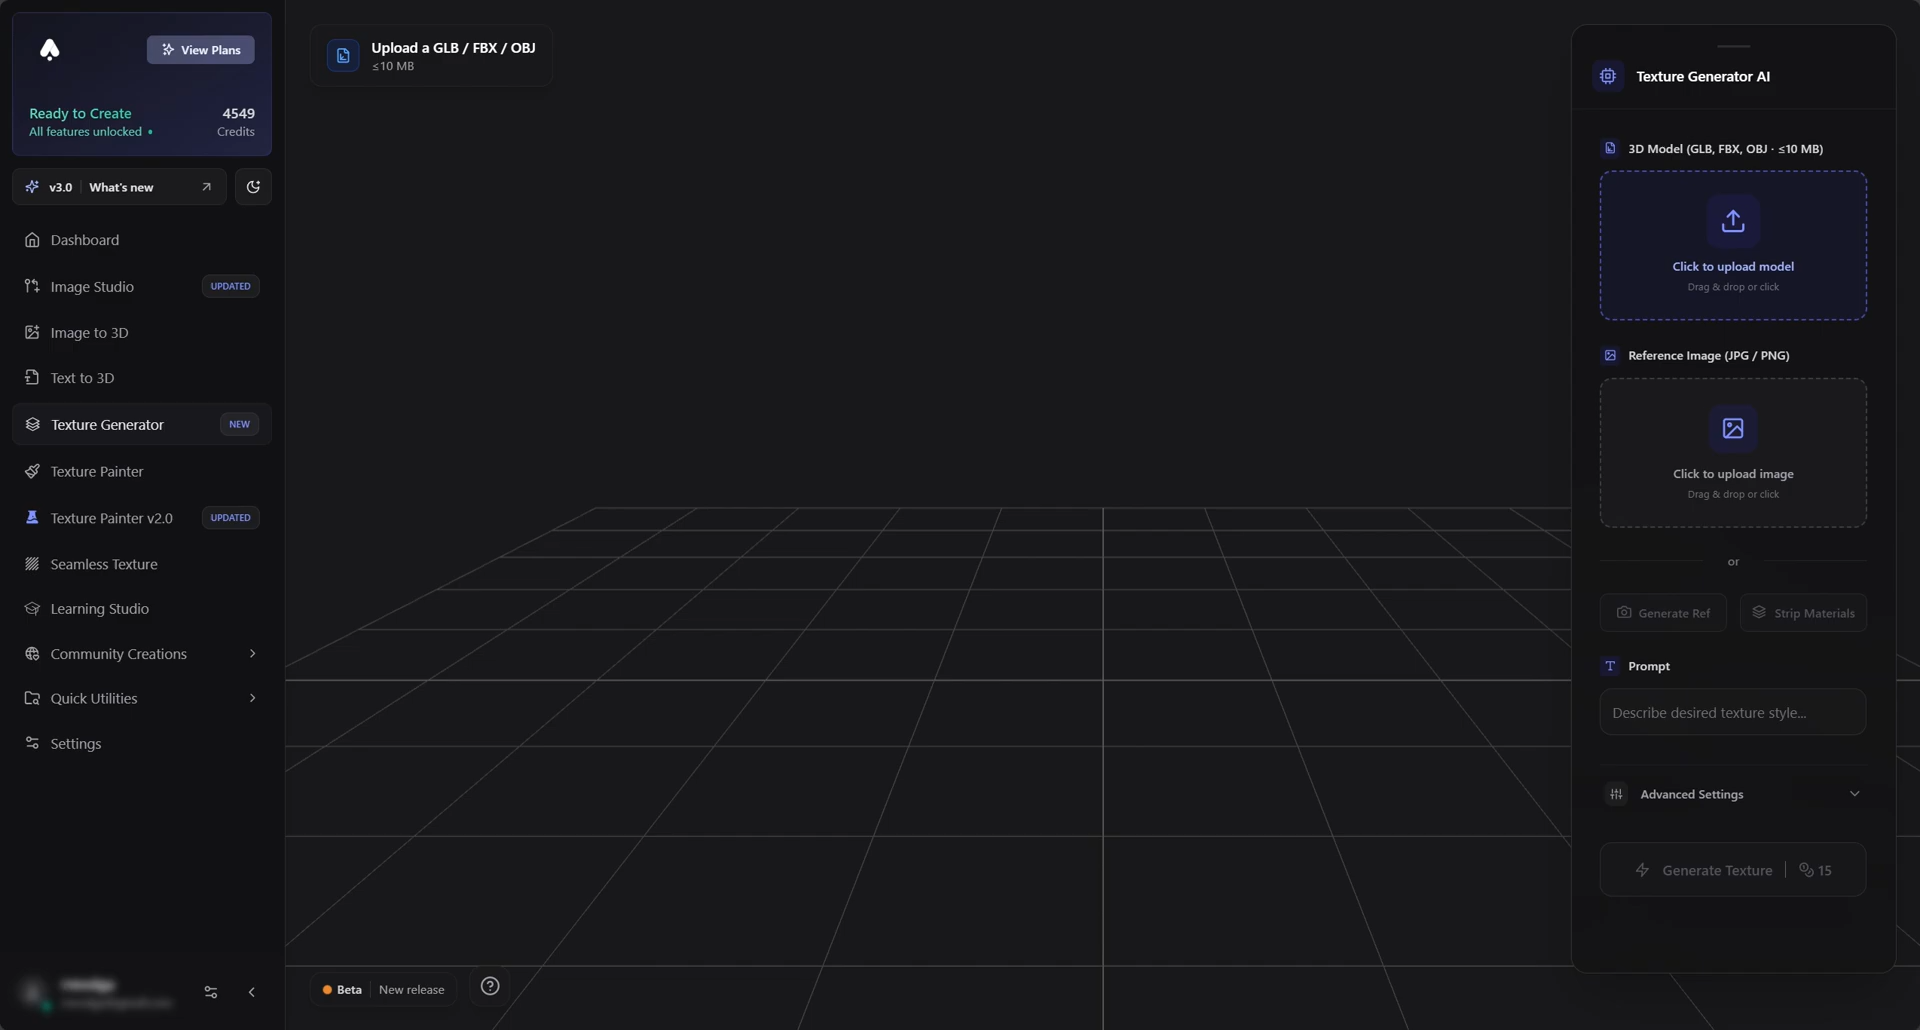 View Plans
Ready to Create
4549
All features unlocked
Credits
v3.0
What's new
Dashboard
Image Studio
UPDATED
Image to 3D
Text to 3D
Texture Generator
NEW
Texture Painter
Texture Painter v2.0
UPDATED
Seamless Texture
Learning Studio
Community Creations
Quick Utilities
Settings
Upload a GLB / FBX / OBJ
≤10 MB
Beta
New release
Texture Generator AI
3D Model (GLB, FBX, OBJ · ≤10 MB)
Click to upload model
Drag & drop or click
Reference Image (JPG / PNG)
Click to upload image
Drag & drop or click
or
Generate Ref
Strip Materials
Prompt
Describe desired texture style...
Advanced Settings
Generate Texture
15